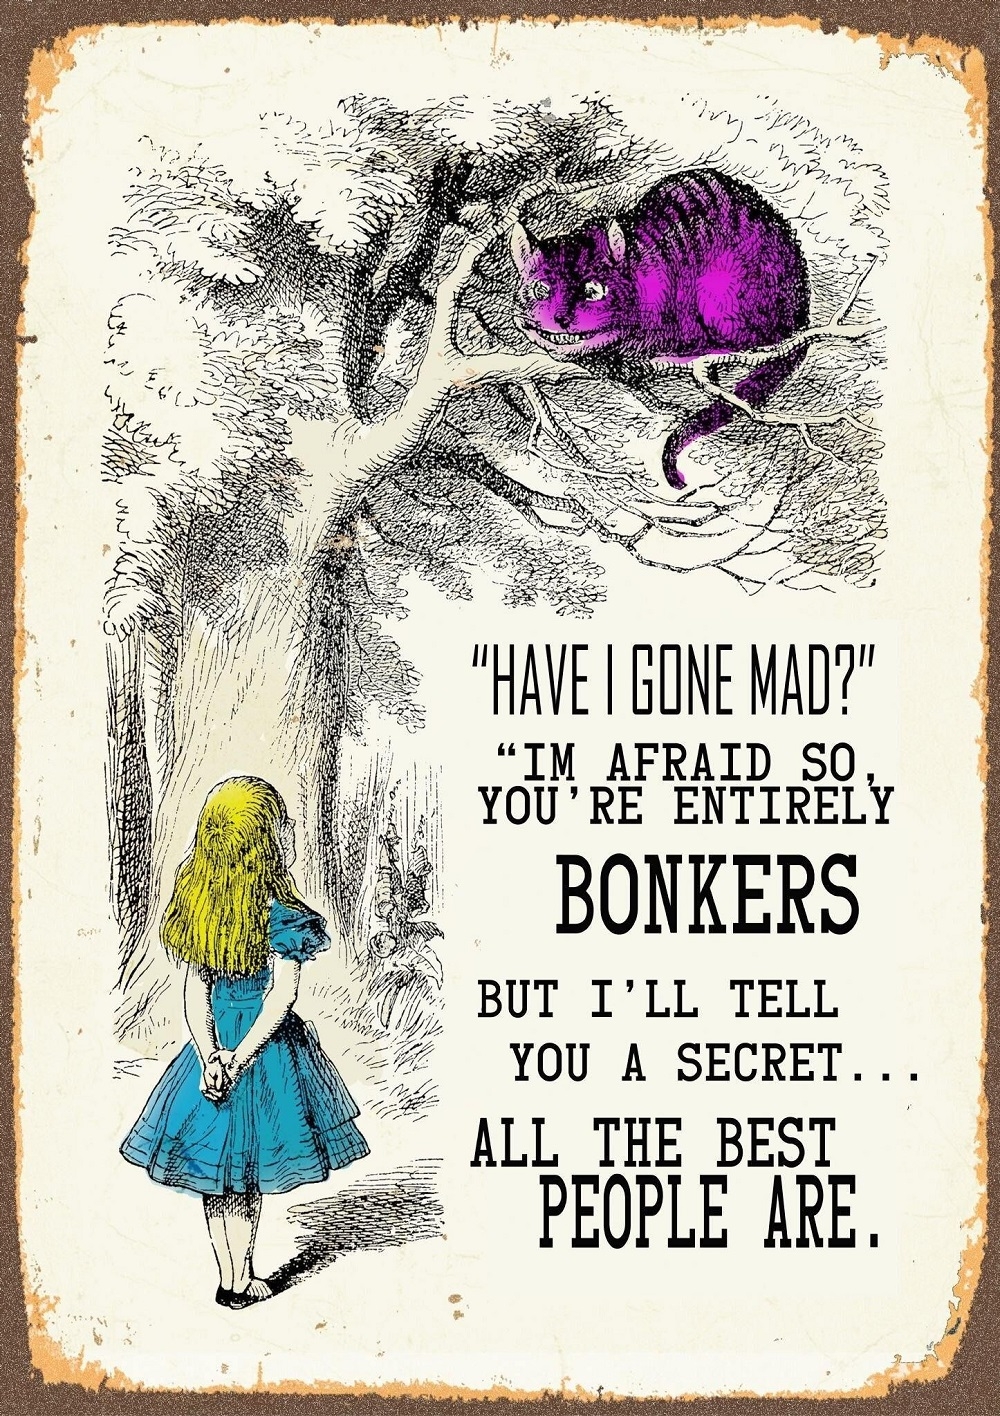 “HAVE I GONE MAD?”
“IM AFRAID SO,
YOU’RE ENTIRELY
BONKERS
BUT I’LL TELL
YOU A SECRET...
ALL THE BEST
PEOPLE ARE.